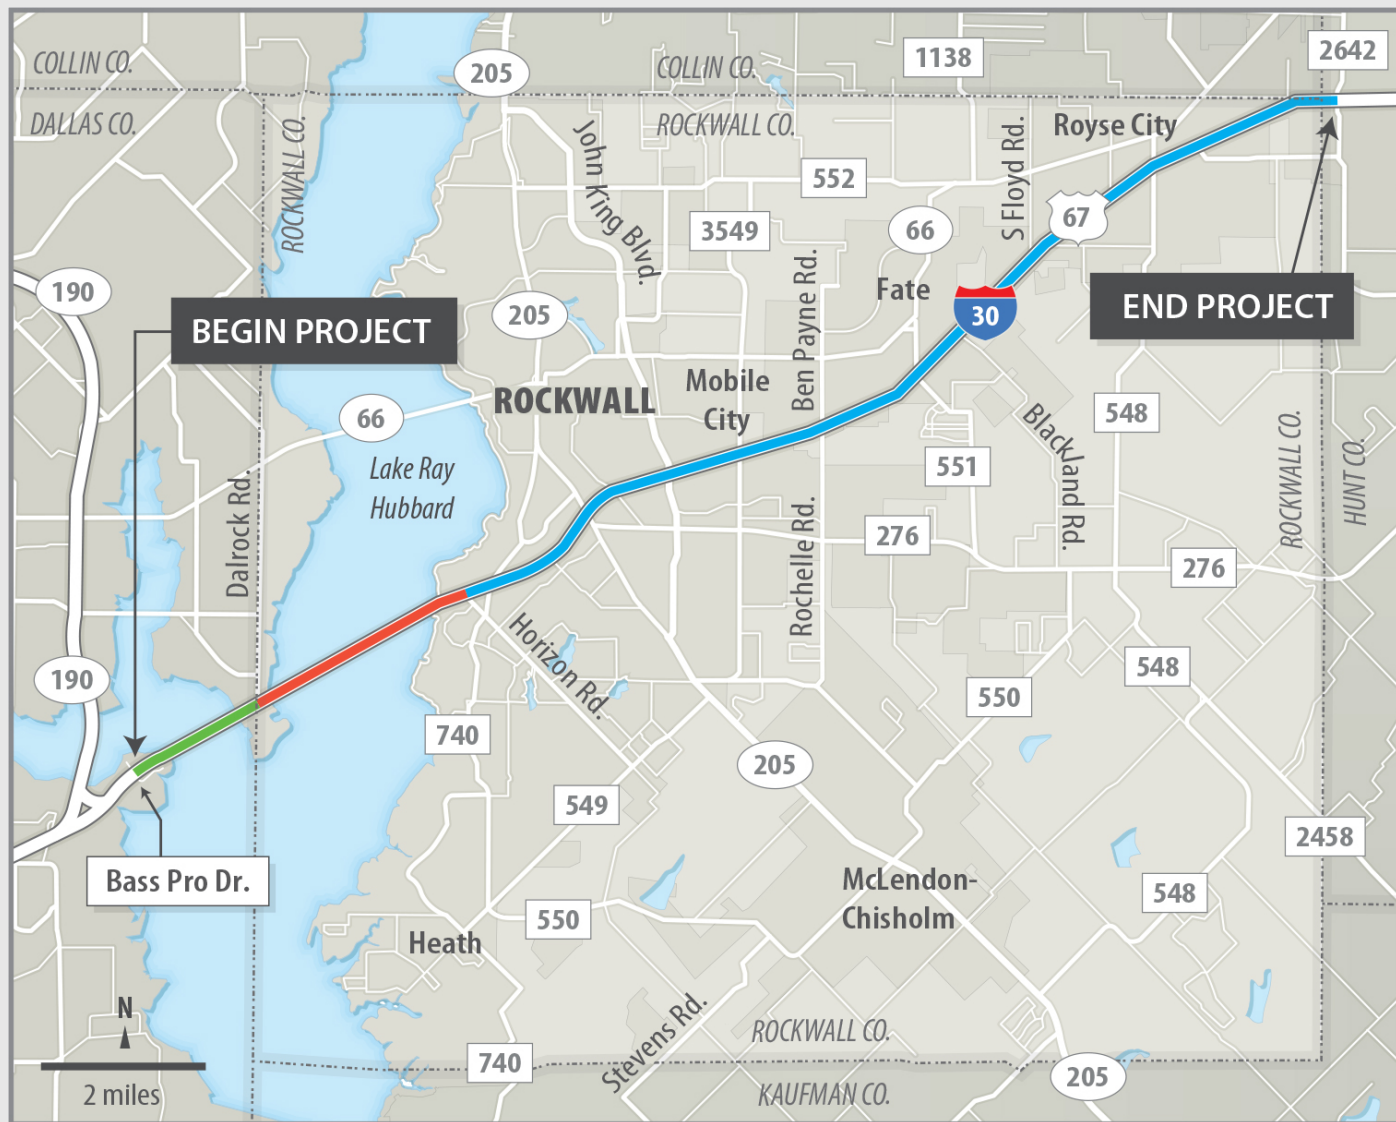 COLLIN CO.
DALLAS CO.
ROCKWALL CO.
205
COLLIN CO.
ROCKWALL CO.
1138
2642
John King Blvd.
552
S Floyd Rd.
Royse City
67
3549
66
190
BEGIN PROJECT
205
Ben Payne Rd.
Fate
30
END PROJECT
66
ROCKWALL
Mobile
City
Lake Ray
Hubbard
Dalrock Rd.
551
Blackland Rd.
548
ROCKWALL CO.
HUNT CO.
276
276
Rochelle Rd.
Horizon Rd.
190
740
205
550
548
549
2458
Bass Pro Dr.
McLendon-
Chisholm
548
550
Heath
N
2 miles
740
Stevens Rd.
ROCKWALL CO.
KAUFMAN CO.
205